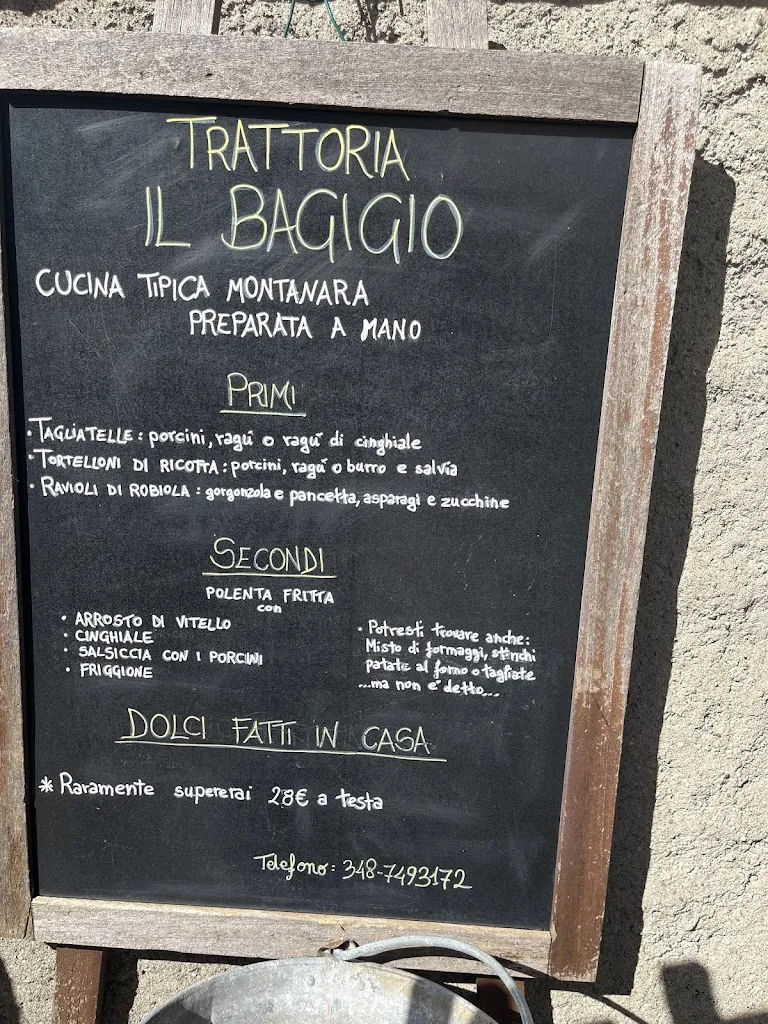 TRATTORIA
IL BAGIGIO
CUCINA TIPICA MONTANARA
PREPARATA A MANO
PRIMI
· TAGLIATELLE: porcini, ragú o ragú di cinghiale
· TORTELLONI DI RICOTTA: porcini, ragú o burro e salvia
· RAVIOLI DI ROBIOLA: gorgonzola e pancetta, asparagi e zucchine
SECONDI
POLENTA FRITTA
con
· ARROSTO DI VITELLO
· CINGHIALE
· SALSICCIA CON I PORCINI
· FRIGGIONE
· Potresti trovare anche:
Misto di formaggi, stinchi
patate al forno o tagliate
...ma non é detto...
DOLCI FATTI IN CASA
* Raramente supererai 28€ a testa
Telefono: 348-7493172